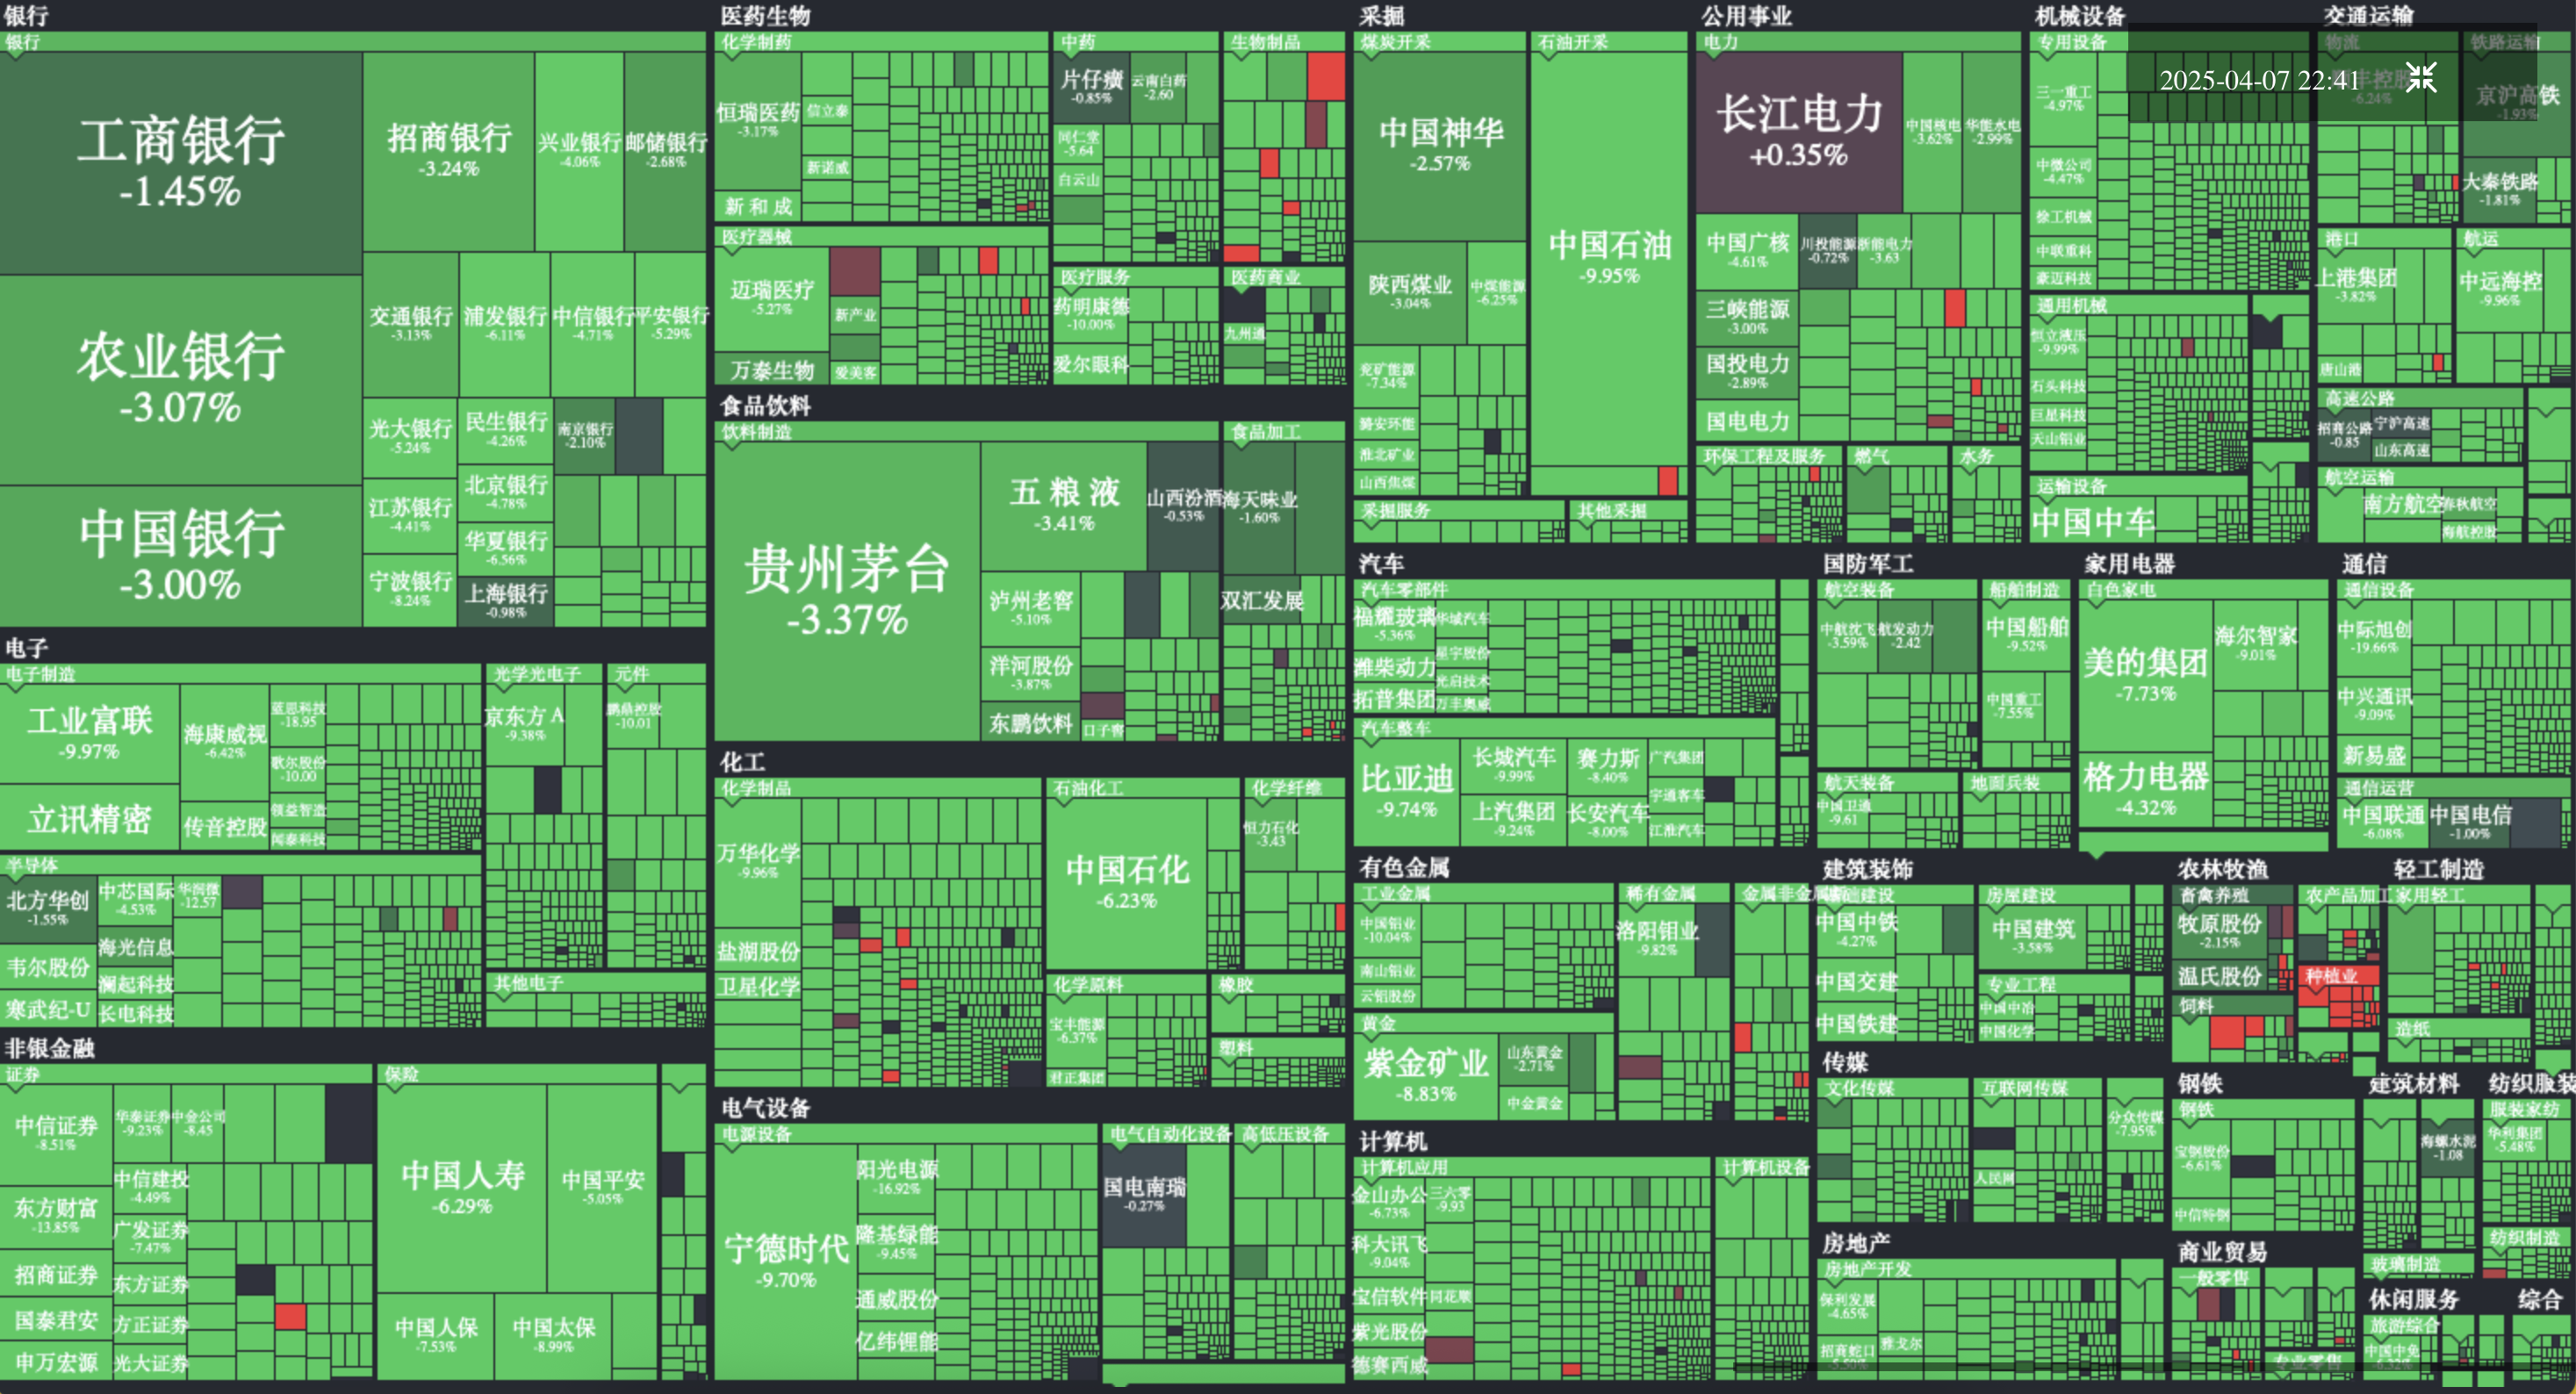 银行
银行
工商银行
-1.45%
农业银行
-3.07%
中国银行
-3.00%
招商银行
-3.24%
兴业银行
-4.06%
邮储银行
-2.68%
交通银行
-3.13%
浦发银行
-6.11%
中信银行
-4.71%
平安银行
-5.29%
光大银行
-5.24%
民生银行
-4.26%
南京银行
-2.10%
江苏银行
-4.41%
北京银行
-4.78%
华夏银行
-6.56%
宁波银行
-8.24%
上海银行
-0.98%
电子
电子制造
工业富联
-9.97%
立讯精密
海康威视
-6.42%
传音控股
蓝思科技
-18.95
歌尔股份
-10.00
领益智造
闻泰科技
光学光电子
京东方A
-9.38%
元件
鹏鼎控股
-10.01
半导体
北方华创
-1.55%
韦尔股份
寒武纪-U
中芯国际
-4.53%
海光信息
澜起科技
长电科技
华润微
-12.57
其他电子
非银金融
证券
中信证券
-8.51%
东方财富
-13.85%
招商证券
国泰君安
申万宏源
华泰证券
-9.23%
中金公司
-8.45
中信建投
-4.49%
广发证券
-7.47%
东方证券
方正证券
光大证券
保险
中国人寿
-6.29%
中国平安
-5.05%
中国人保
-7.53%
中国太保
-8.99%
医药生物
化学制药
恒瑞医药
-3.17%
信立泰
新诺威
新和成
中药
片仔癀
-0.85%
云南白药
-2.60
同仁堂
-5.64
白云山
生物制品
医疗器械
迈瑞医疗
-5.27%
万泰生物
新产业
爱美客
医疗服务
药明康德
-10.00%
爱尔眼科
医药商业
九州通
食品饮料
饮料制造
贵州茅台
-3.37%
五粮液
-3.41%
山西汾酒
-0.53%
泸州老窖
-5.10%
洋河股份
-3.87%
东鹏饮料
口子窖
食品加工
海天味业
-1.60%
双汇发展
化工
化学制品
万华化学
-9.96%
盐湖股份
卫星化学
石油化工
中国石化
-6.23%
化学纤维
恒力石化
-3.43
化学原料
宝丰能源
-6.37%
君正集团
橡胶
塑料
电气设备
电源设备
宁德时代
-9.70%
阳光电源
-16.92%
隆基绿能
-9.45%
通威股份
亿纬锂能
电气自动化设备
国电南瑞
-0.27%
高低压设备
采掘
煤炭开采
中国神华
-2.57%
陕西煤业
-3.04%
中煤能源
-6.25%
兖矿能源
-7.34%
潞安环能
淮北矿业
山西焦煤
石油开采
中国石油
-9.95%
采掘服务
其他采掘
公用事业
电力
长江电力
+0.35%
中国核电
-3.62%
华能水电
-2.99%
中国广核
-4.61%
川投能源
-0.72%
浙能电力
-3.63
三峡能源
-3.00%
国投电力
-2.89%
国电电力
环保工程及服务
燃气
水务
机械设备
专用设备
三一重工
-4.97%
中微公司
-4.47%
徐工机械
中联重科
豪迈科技
通用机械
恒立液压
-9.99%
石头科技
巨星科技
天山铝业
运输设备
中国中车
交通运输
物流
-6.24%
铁路运输
京沪高铁
-1.93%
大秦铁路
-1.81%
2025-04-07 22:41
港口
上港集团
-3.82%
唐山港
航运
中远海控
-9.96%
高速公路
招商公路
-0.85
宁沪高速
山东高速
航空运输
南方航空
春秋航空
海航控股
汽车
汽车零部件
福耀玻璃
-5.36%
华域汽车
潍柴动力
星宇股份
光启技术
拓普集团
万丰奥威
汽车整车
比亚迪
-9.74%
长城汽车
-9.99%
赛力斯
-8.40%
广汽集团
宇通客车
上汽集团
-9.24%
长安汽车
-8.00%
江淮汽车
国防军工
航空装备
中航沈飞
-3.59%
航发动力
-2.42
船舶制造
中国船舶
-9.52%
中国重工
-7.55%
航天装备
中国卫通
-9.61
地面兵装
家用电器
白色家电
美的集团
-7.73%
海尔智家
-9.01%
格力电器
-4.32%
通信
通信设备
中际旭创
-19.66%
中兴通讯
-9.09%
新易盛
通信运营
中国联通
-6.08%
中国电信
-1.00%
有色金属
工业金属
中国铝业
-10.04%
南山铝业
云铝股份
稀有金属
洛阳钼业
-9.82%
金属非金属
黄金
紫金矿业
-8.83%
山东黄金
-2.71%
中金黄金
计算机
计算机应用
金山办公
-6.73%
三六零
-9.93
科大讯飞
-9.04%
宝信软件
同花顺
紫光股份
德赛西威
计算机设备
建筑装饰
础建设
中国中铁
-4.27%
中国交建
中国铁建
房屋建设
中国建筑
-3.58%
专业工程
中国中冶
中国化学
农林牧渔
畜禽养殖
牧原股份
-2.15%
温氏股份
农产品加工
种植业
饲料
轻工制造
家用轻工
造纸
传媒
文化传媒
互联网传媒
人民网
分众传媒
-7.95%
钢铁
钢铁
宝钢股份
-6.61%
中信特钢
建筑材料
海螺水泥
-1.08
玻璃制造
纺织服装
服装家纺
华利集团
-5.48%
纺织制造
房地产
房地产开发
保利发展
-4.65%
招商蛇口
-5.50%
雅戈尔
商业贸易
一般零售
专业零售
休闲服务
旅游综合
中国中免
-6.32%
综合